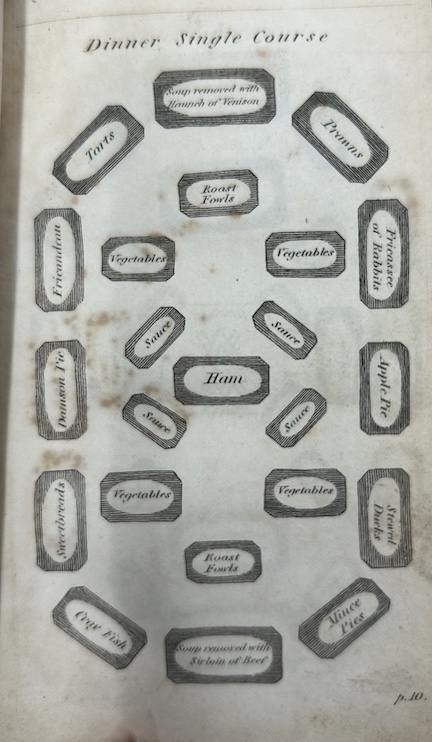 Dinner Single Course
Soup removed with
Haunch of Venison
Tarts
Prawns
Roast
Fowls
Fricandeau
Vegetables
Vegetables
Fricassee
of Rabbits
Sauce
Sauce
Damson Pie
Ham
Apple Pie
Sauce
Sauce
Sweetbreads
Vegetables
Vegetables
Stewed
Ducks
Roast
Fowls
Cray Fish
Soup removed with
Sirloin of Beef
Mince
Pies
p.10.